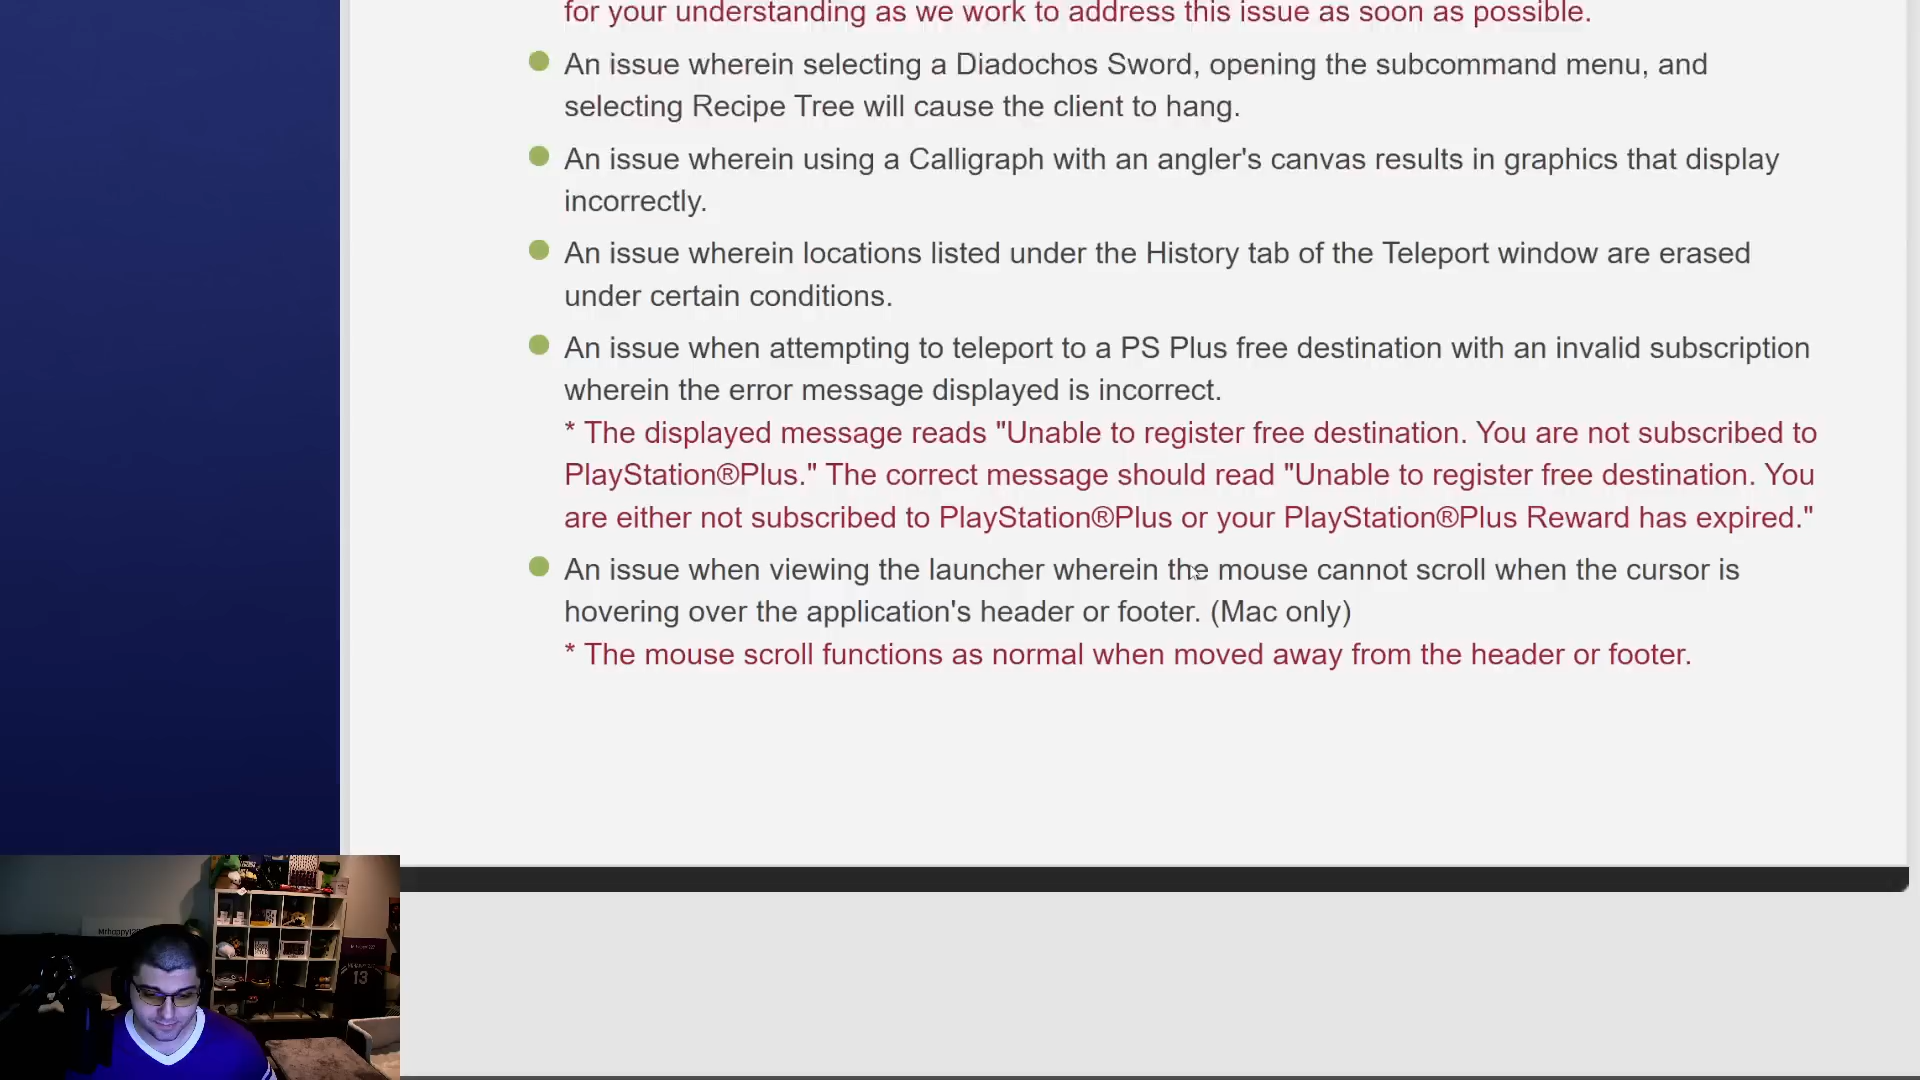 for your understanding as we work to address this issue as soon as possible.
An issue wherein selecting a Diadochos Sword, opening the subcommand menu, and
selecting Recipe Tree will cause the client to hang.
An issue wherein using a Calligraph with an angler's canvas results in graphics that display
incorrectly.
An issue wherein locations listed under the History tab of the Teleport window are erased
under certain conditions.
An issue when attempting to teleport to a PS Plus free destination with an invalid subscription
wherein the error message displayed is incorrect.
* The displayed message reads "Unable to register free destination. You are not subscribed to
PlayStation®Plus." The correct message should read "Unable to register free destination. You
are either not subscribed to PlayStation®Plus or your PlayStation®Plus Reward has expired."
An issue when viewing the launcher wherein the mouse cannot scroll when the cursor is
hovering over the application's header or footer. (Mac only)
* The mouse scroll functions as normal when moved away from the header or footer.
13